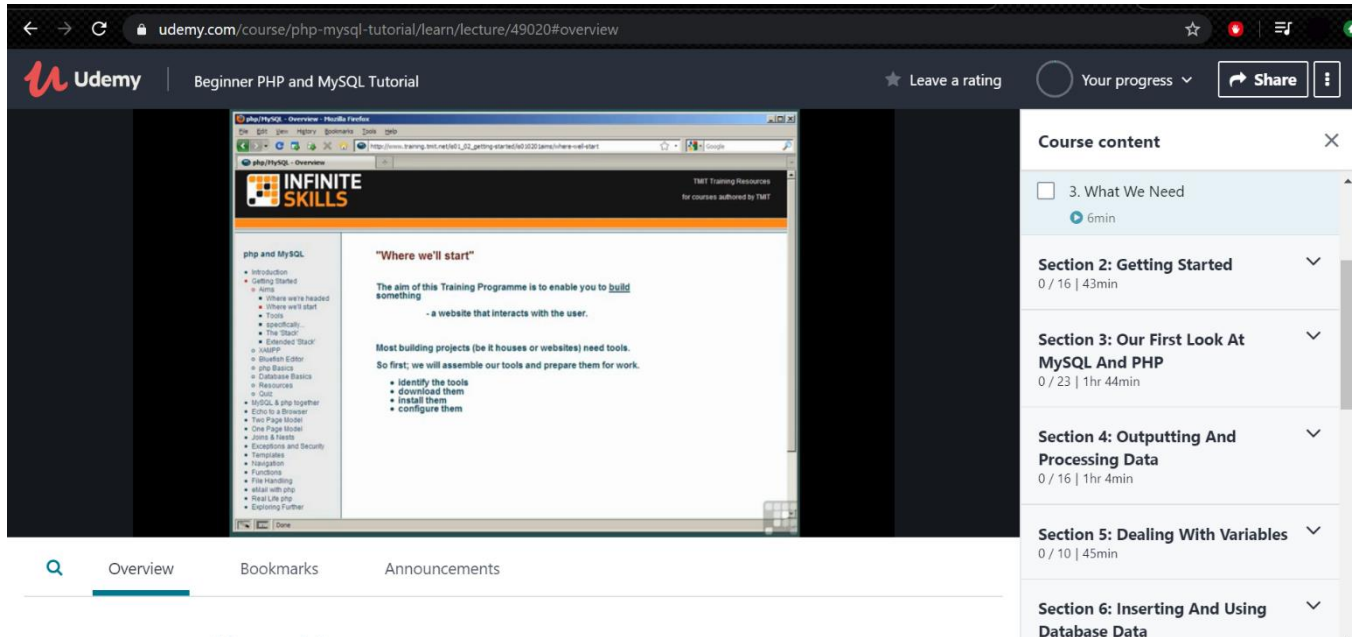 udemy.com/course/php-mysql-tutorial/learn/lecture/49020#overview
Udemy
Beginner PHP and MySQL Tutorial
Leave a rating
Your progress
Share
php/MySQL - Overview - Mozilla Firefox
File Edit View History Bookmarks Tools Help
Google
php/MySQL - Overview
INFINITE
SKILLS
TMIT Training Resources
for courses authored by TMIT
php and MySQL
Introduction
Getting Started
Aims
Where we're headed
Where we'll start
Tools
specifically...
The 'Stack'
Extended 'Stack'
XAMPP
Bluefish Editor
php Basics
Database Basics
Resources
Quiz
MySQL & php together
Echo to a Browser
Two Page Model
One Page Model
Joins & Nests
Exceptions and Security
Templates
Navigation
Functions
File Handling
eMail with php
Real Life php
Exploring Further
"Where we'll start"
The aim of this Training Programme is to enable you to build
something
- a website that interacts with the user.
Most building projects (be it houses or websites) need tools.
So first; we will assemble our tools and prepare them for work.
identify the tools
download them
install them
configure them
Done
Course content
3. What We Need
6min
Section 2: Getting Started
0 / 16 | 43min
Section 3: Our First Look At
MySQL And PHP
0 / 23 | 1hr 44min
Section 4: Outputting And
Processing Data
0 / 16 | 1hr 4min
Section 5: Dealing With Variables
0 / 10 | 45min
Section 6: Inserting And Using
Database Data
Overview
Bookmarks
Announcements